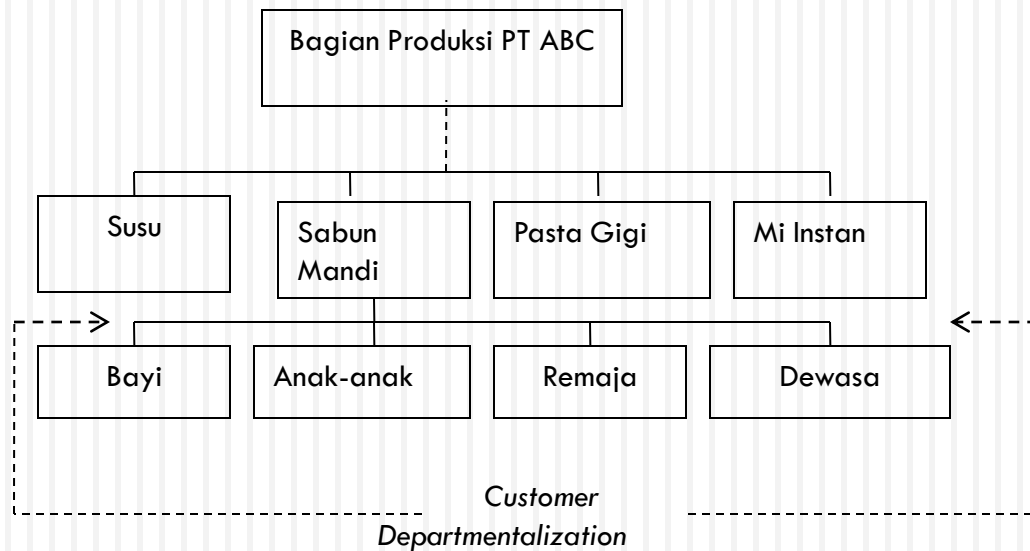 Bagian Produksi PT ABC
Susu
Sabun
Mandi
Pasta Gigi
Mi Instan
Bayi
Anak-anak
Remaja
Dewasa
Customer
Departmentalization